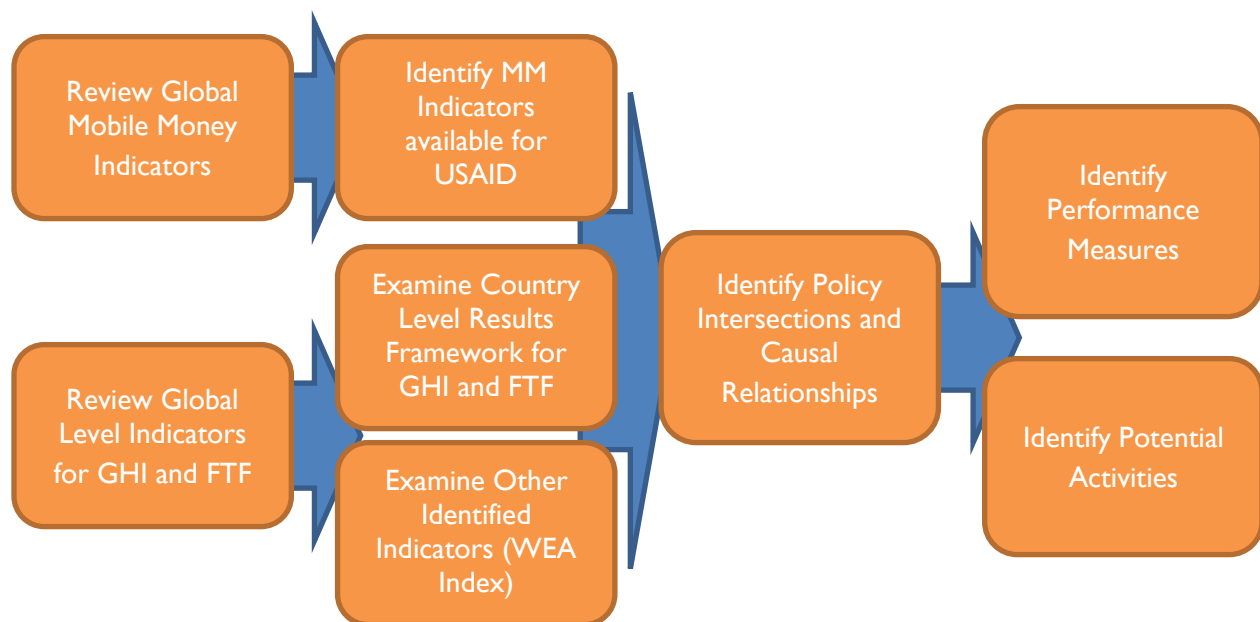 Review Global
Mobile Money
Indicators
Review Global
Level Indicators
for GHI and FTF
Identify MM
Indicators
available for
USAID
Examine Country
Level Results
Framework for
GHI and FTF
Examine Other
Identified
Indicators (WEA
Index)
Identify Policy
Intersections and
Causal
Relationships
Identify
Performance
Measures
Identify Potential
Activities